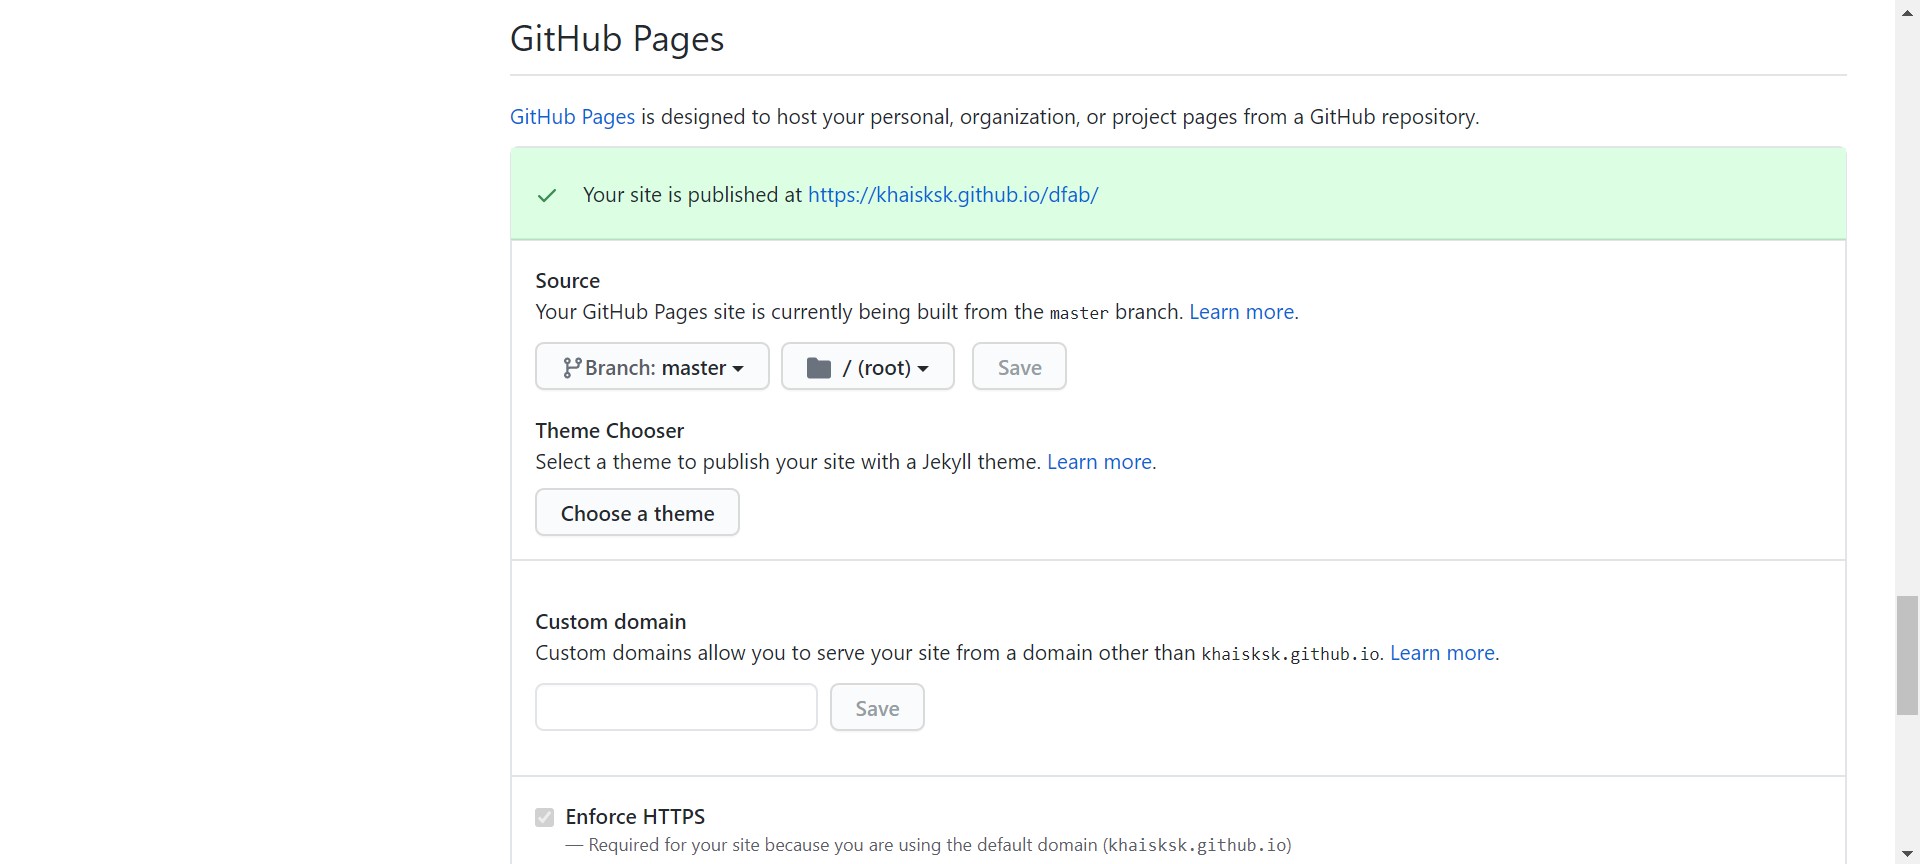 GitHub Pages
GitHub Pages is designed to host your personal, organization, or project pages from a GitHub repository.
Your site is published at https://khaisksk.github.io/dfab/
Source
Your GitHub Pages site is currently being built from the master branch. Learn more.
Branch: master / (root) Save
Theme Chooser
Select a theme to publish your site with a Jekyll theme. Learn more.
Choose a theme
Custom domain
Custom domains allow you to serve your site from a domain other than khaisksk.github.io. Learn more.
Save
Enforce HTTPS
— Required for your site because you are using the default domain (khaisksk.github.io)